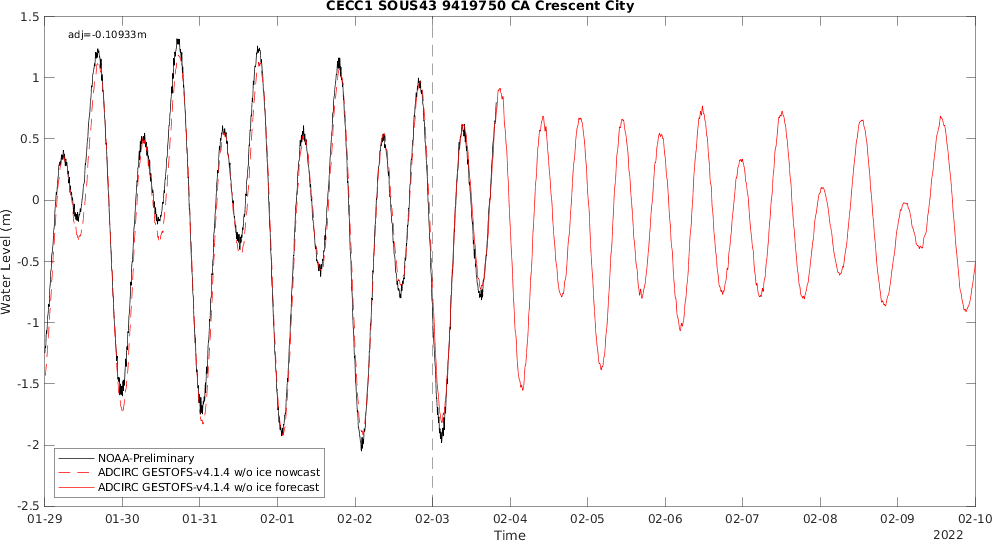 CECC1 SOUS43 9419750 CA Crescent City
adj=-0.10933m
1.5
1
0.5
0
-0.5
-1
-1.5
-2
-2.5
Water Level (m)
NOAA-Preliminary
ADCIRC GESTOFS-v4.1.4 w/o ice nowcast
ADCIRC GESTOFS-v4.1.4 w/o ice forecast
01-29 01-30 01-31 02-01 02-02 02-03 02-04 02-05 02-06 02-07 02-08 02-09 02-10
Time
2022